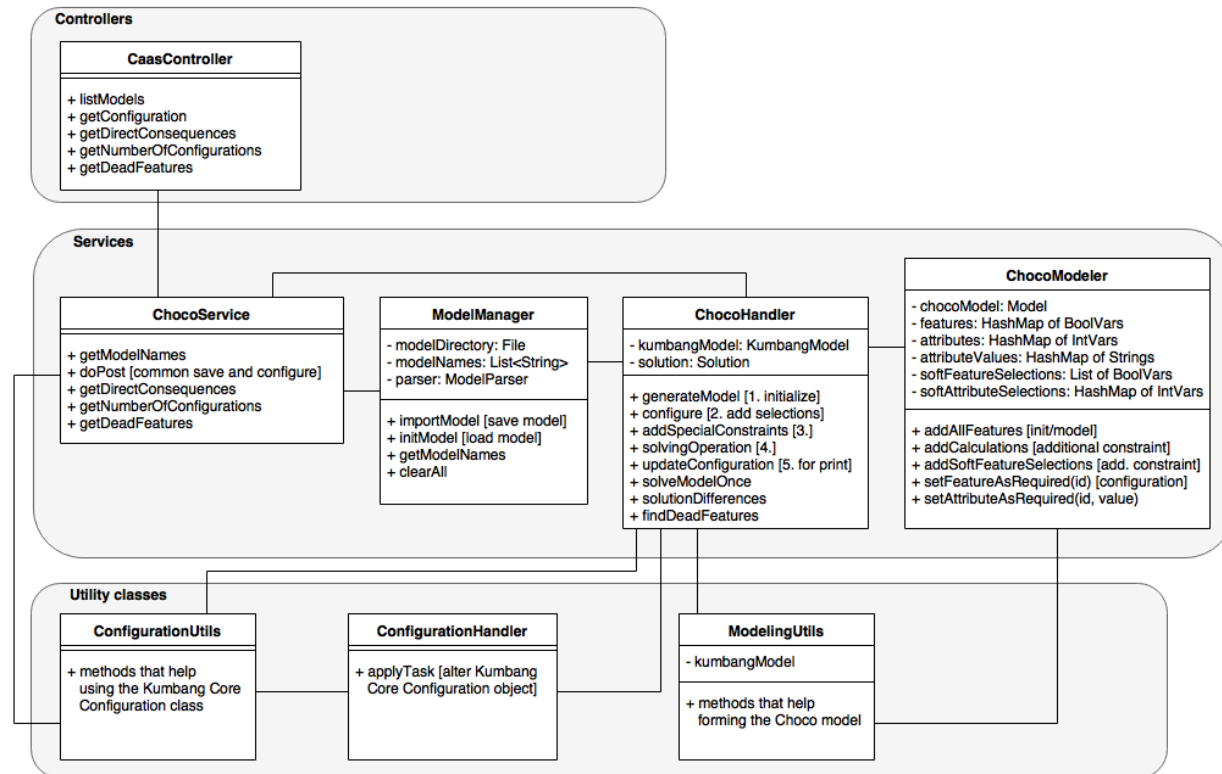 Controllers
CaasController
+ listModels
+ getConfiguration
+ getDirectConsequences
+ getNumberOfConfigurations
+ getDeadFeatures
Services
ChocoService
+ getModelNames
+ doPost [common save and configure]
+ getDirectConsequences
+ getNumberOfConfigurations
+ getDeadFeatures
ModelManager
- modelDirectory: File
- modelNames: List<String>
- parser: ModelParser
+ importModel [save model]
+ initModel [load model]
+ getModelNames
+ clearAll
ChocoHandler
- kumbangModel: KumbangModel
- solution: Solution
+ generateModel [1. initialize]
+ configure [2. add selections]
+ addSpecialConstraints [3.]
+ solvingOperation [4.]
+ updateConfiguration [5. for print]
+ solveModelOnce
+ solutionDifferences
+ findDeadFeatures
ChocoModeler
- chocoModel: Model
- features: HashMap of BoolVars
- attributes: HashMap of IntVars
- attributeValues: HashMap of Strings
- softFeatureSelections: List of BoolVars
- softAttributeSelections: HashMap of IntVars
+ addAllFeatures [init/model]
+ addCalculations [additional constraint]
+ addSoftFeatureSelections [add. constraint]
+ setFeatureAsRequired(id) [configuration]
+ setAttributeAsRequired(id, value)
Utility classes
ConfigurationUtils
+ methods that help
using the Kumbang Core
Configuration class
ConfigurationHandler
+ applyTask [alter Kumbang
Core Configuration object]
ModelingUtils
- kumbangModel
+ methods that help
forming the Choco model